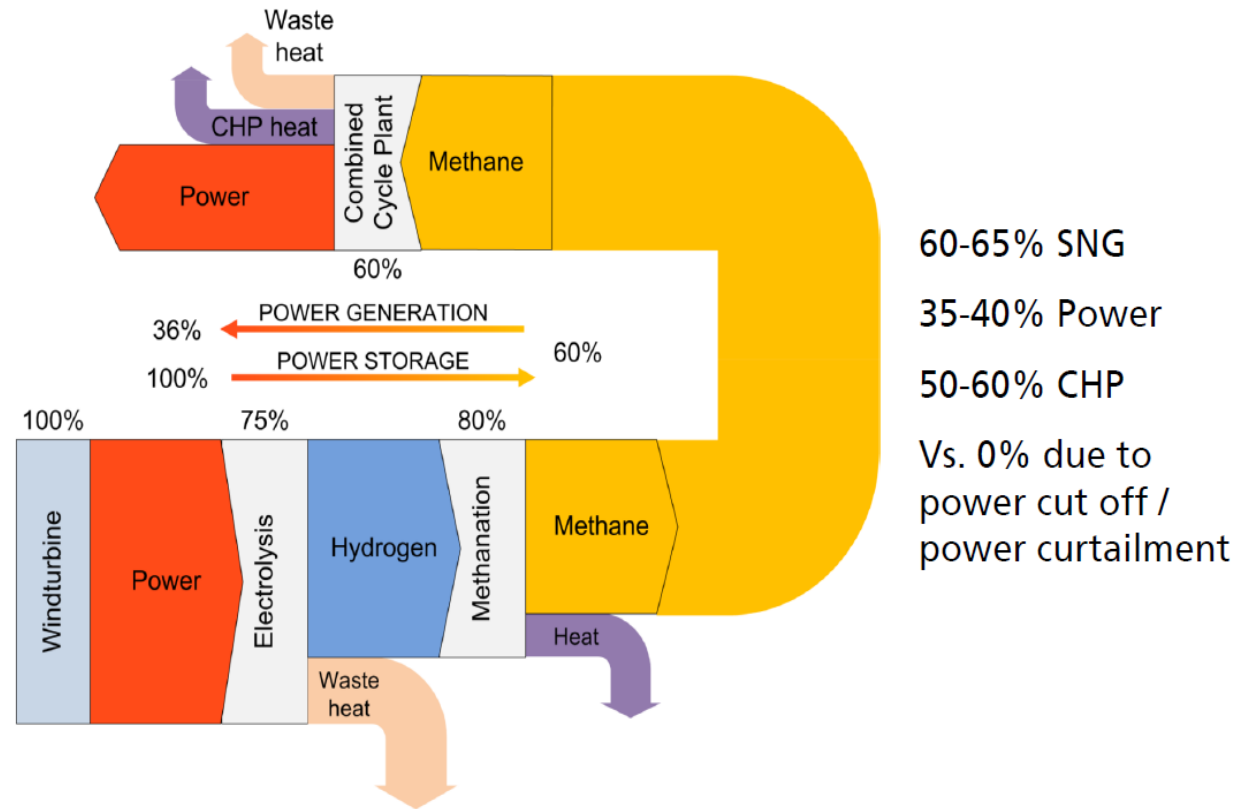 Waste
heat
CHP heat
Power
Combined
Cycle Plant
Methane
60%
POWER GENERATION
36%
POWER STORAGE
100%
60%
100%
75%
80%
Windturbine
Power
Electrolysis
Hydrogen
Methanation
Methane
Heat
Waste
heat
60-65% SNG
35-40% Power
50-60% CHP
Vs. 0% due to
power cut off /
power curtailment